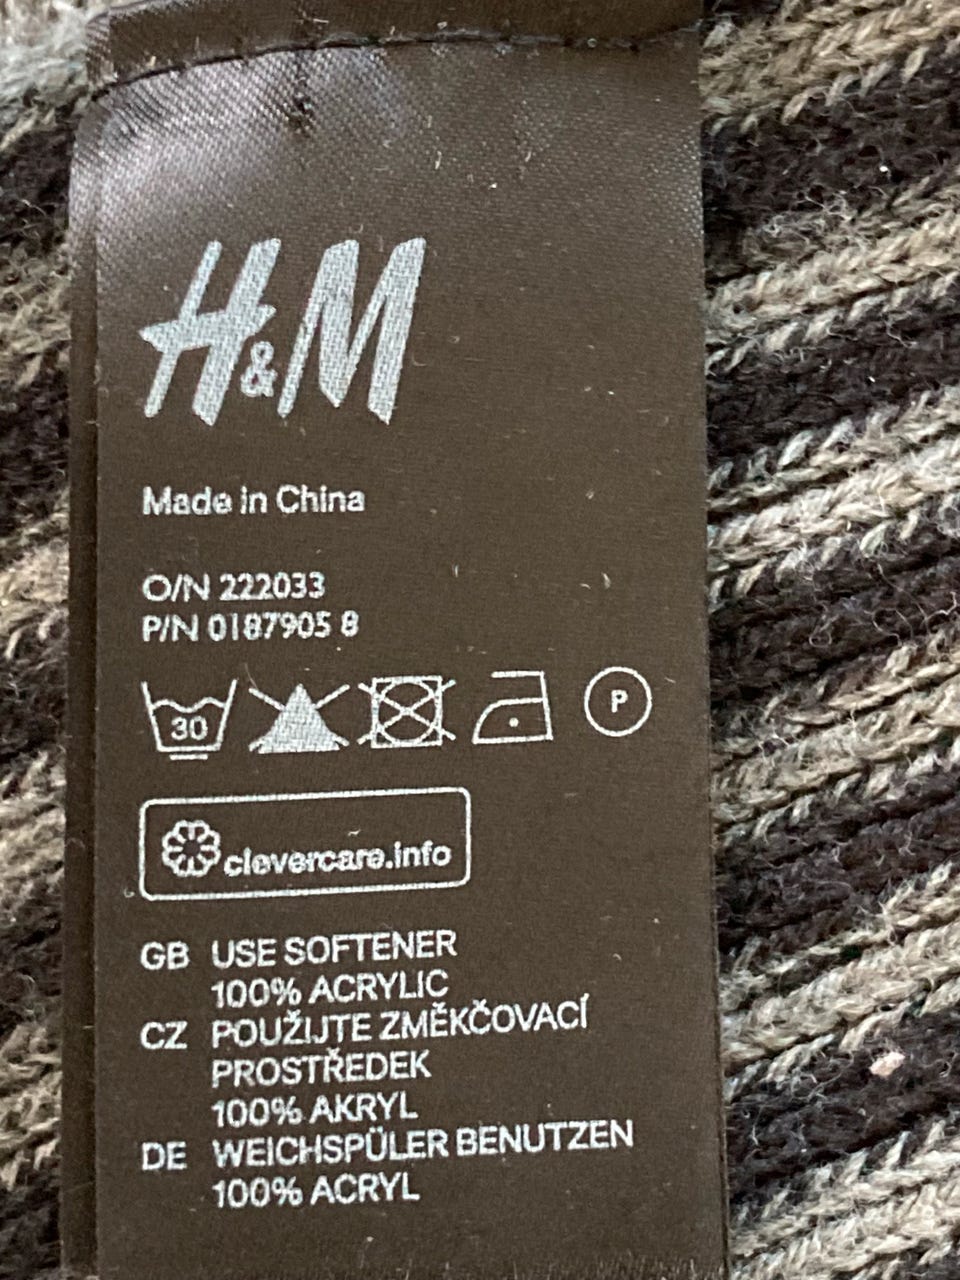 H&M
Made in China
O/N 222033
P/N 0187905 8
30 P
clevercare.info
GB USE SOFTENER
100% ACRYLIC
CZ POUŽIJTE ZMĚKČOVACÍ
PROSTŘEDEK
100% AKRYL
DE WEICHSPÜLER BENUTZEN
100% ACRYL